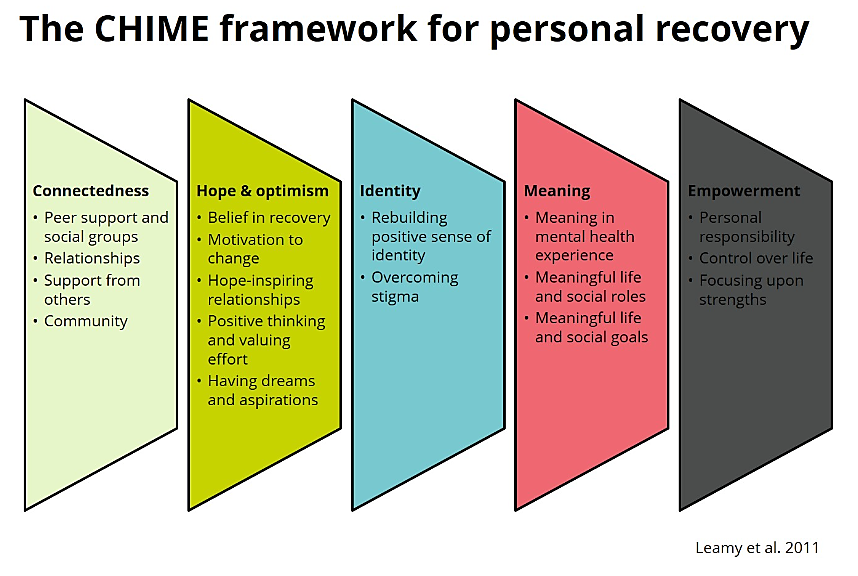 The CHIME framework for personal recovery
Connectedness
• Peer support and
social groups
• Relationships
• Support from
others
• Community
Hope & optimism
• Belief in recovery
• Motivation to
change
• Hope-inspiring
relationships
• Positive thinking
and valuing
effort
• Having dreams
and aspirations
Identity
• Rebuilding
positive sense of
identity
• Overcoming
stigma
Meaning
• Meaning in
mental health
experience
• Meaningful life
and social roles
• Meaningful life
and social goals
Empowerment
• Personal
responsibility
• Control over life
• Focusing upon
strengths
Leamy et al. 2011